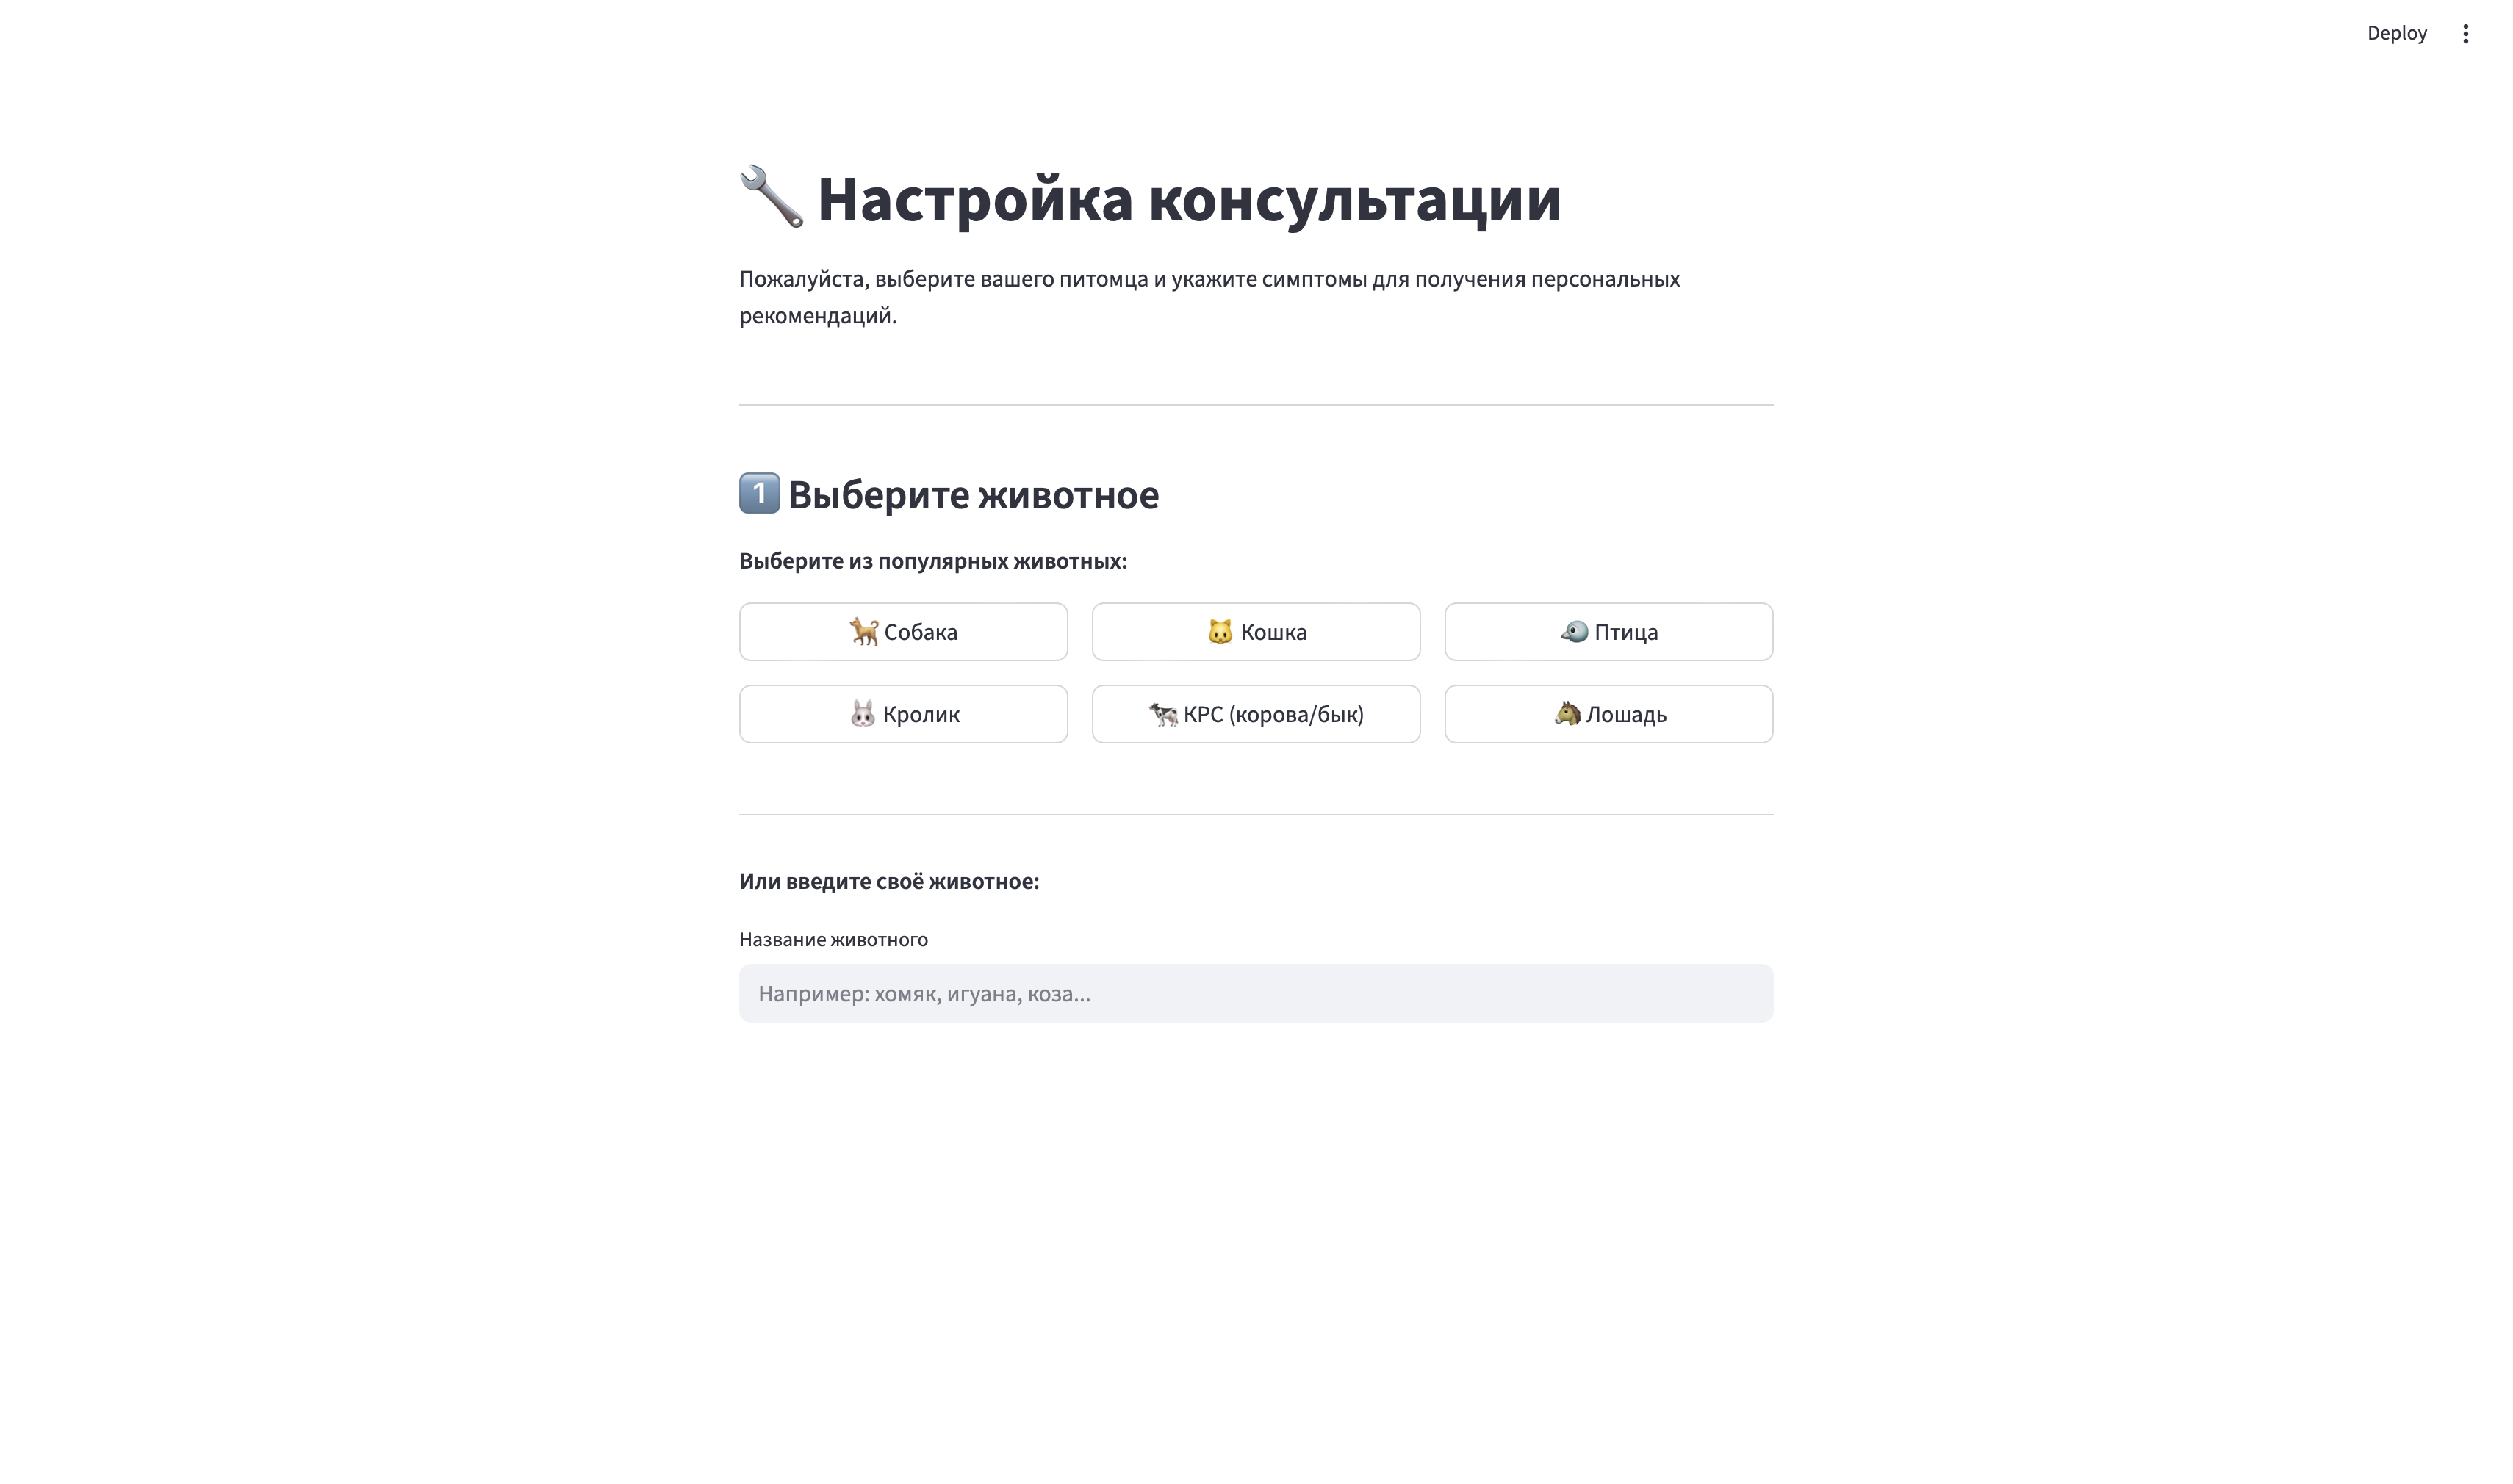 Deploy
🔧 Настройка консультации
Пожалуйста, выберите вашего питомца и укажите симптомы для получения персональных
рекомендаций.
1️⃣ Выберите животное
Выберите из популярных животных:
🐕 Собака
🐱 Кошка
🐦 Птица
🐰 Кролик
🐄 КРС (корова/бык)
🐴 Лошадь
Или введите своё животное:
Название животного
Например: хомяк, игуана, коза...